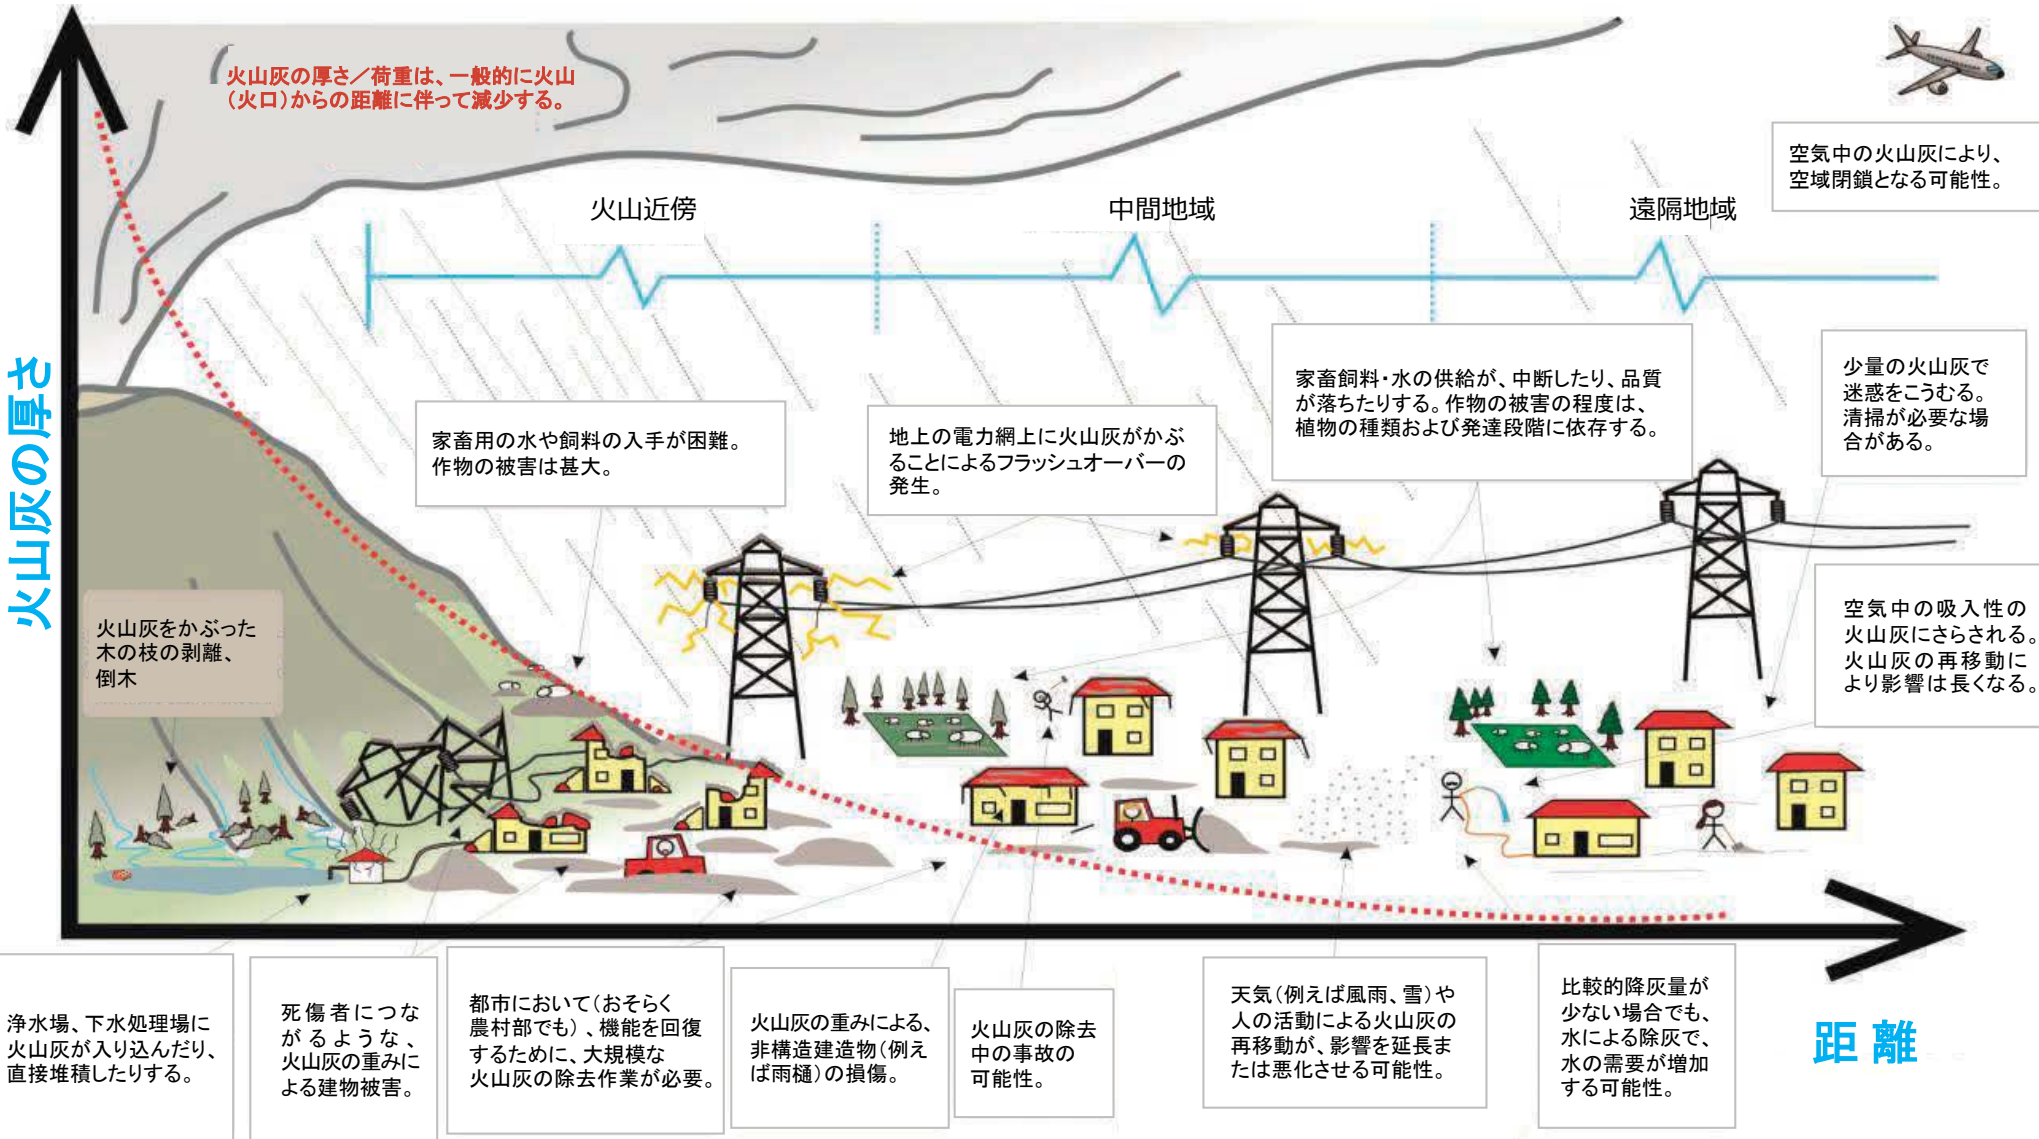 火山灰の厚さ／荷重は、一般的に火山
（火口）からの距離に伴って減少する。
空気中の火山灰により、
空域閉鎖となる可能性。
火山近傍
中間地域
遠隔地域
火山灰の厚さ
家畜用の水や飼料の入手が困難。
作物の被害は甚大。
地上の電力網上に火山灰がかぶ
ることによるフラッシュオーバーの
発生。
家畜飼料・水の供給が、中断したり、品質
が落ちたりする。作物の被害の程度は、
植物の種類および発達段階に依存する。
少量の火山灰で
迷惑をこうむる。
清掃が必要な場
合がある。
火山灰をかぶった
木の枝の剥離、
倒木
空気中の吸入性の
火山灰にさらされる。
火山灰の再移動に
より影響は長くなる。
浄水場、下水処理場に
火山灰が入り込んだり、
直接堆積したりする。
死傷者につな
がるような、
火山灰の重みに
よる建物被害。
都市において（おそらく
農村部でも）、機能を回復
するために、大規模な
火山灰の除去作業が必要。
火山灰の重みによる、
非構造建造物（例え
ば雨樋）の損傷。
火山灰の除去
中の事故の
可能性。
天気（例えば風雨、雪）や
人の活動による火山灰の
再移動が、影響を延長ま
たは悪化させる可能性。
比較的降灰量が
少ない場合でも、
水による除灰で、
水の需要が増加
する可能性。
距離